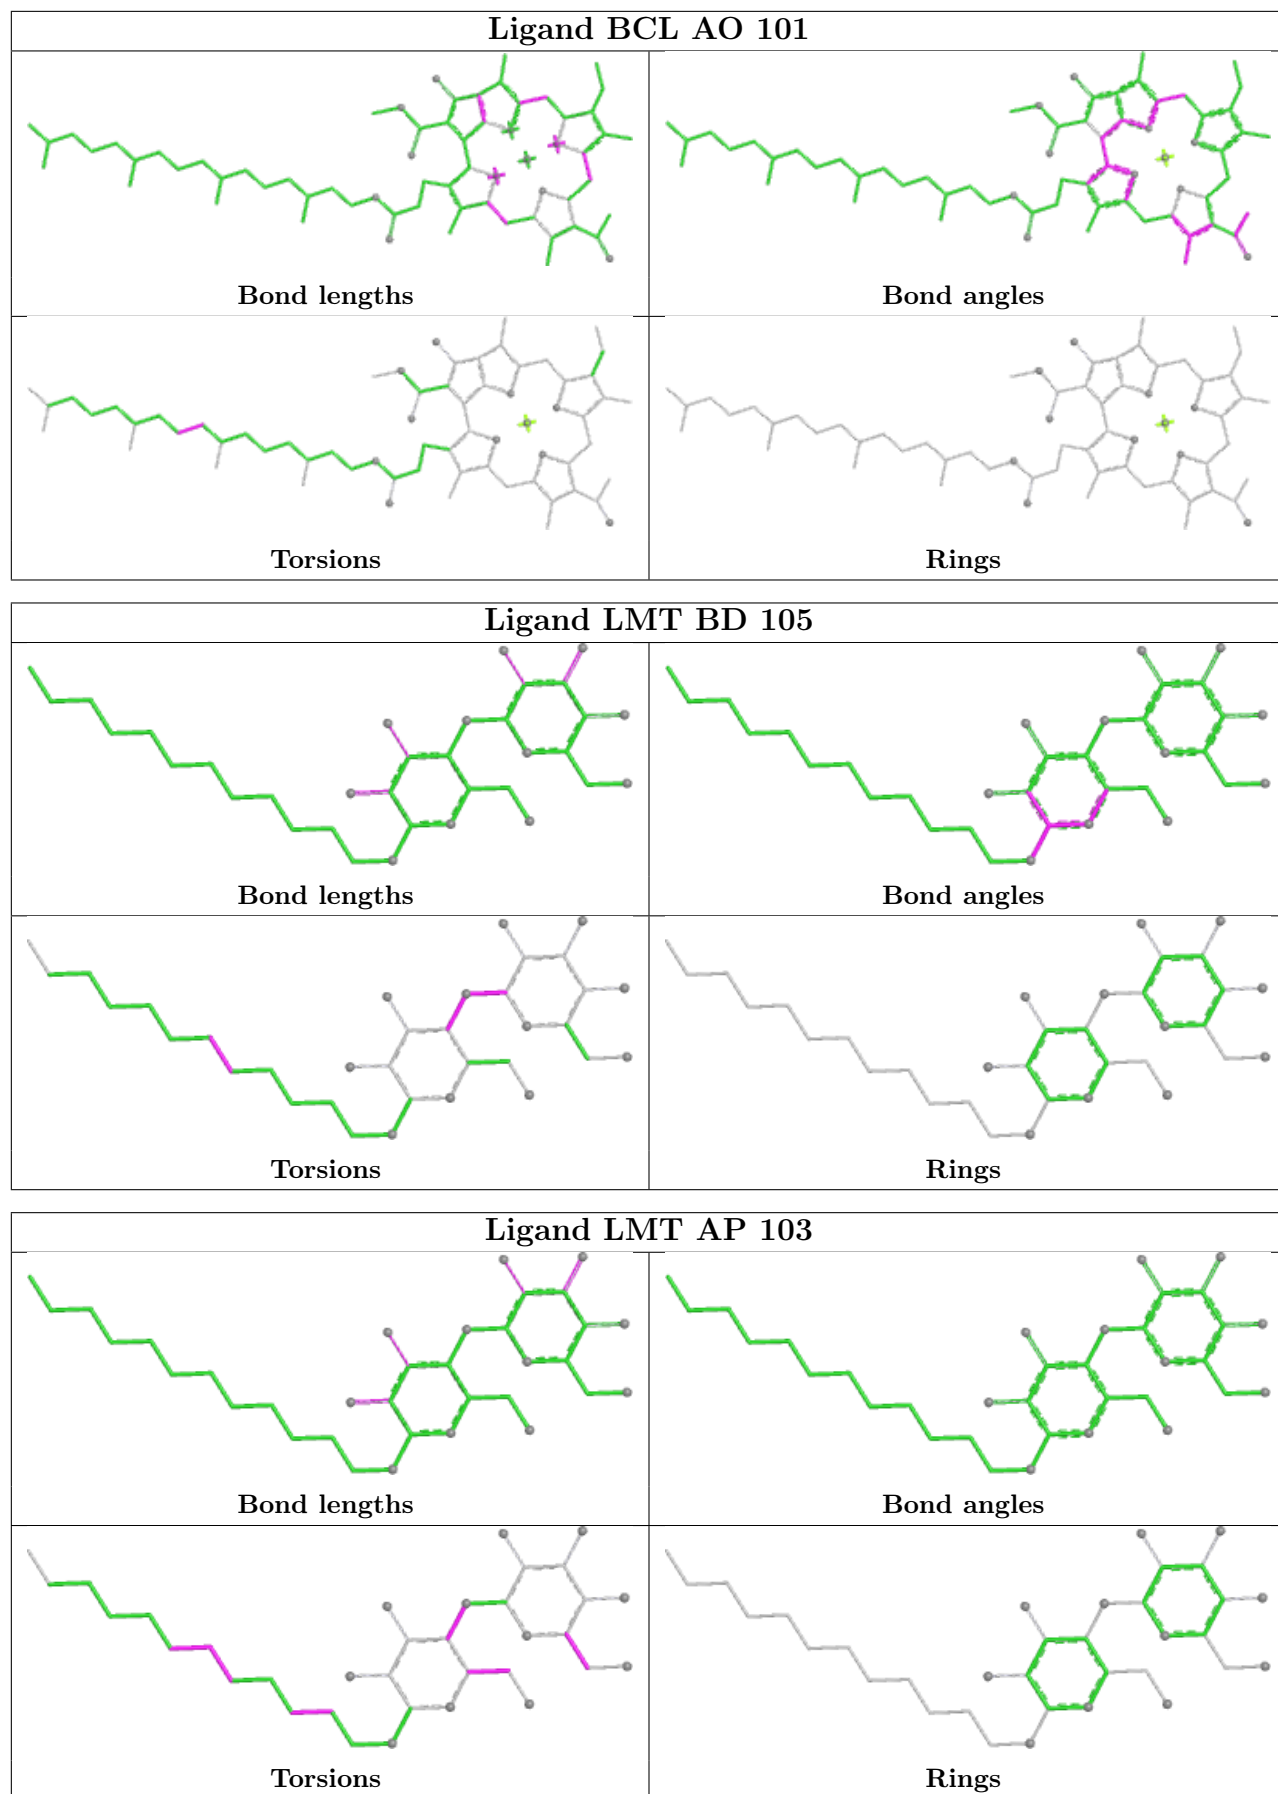 Ligand BCL AO 101
Bond lengths
Bond angles
Torsions
Rings
Ligand LMT BD 105
Bond lengths
Bond angles
Torsions
Rings
Ligand LMT AP 103
Bond lengths
Bond angles
Torsions
Rings